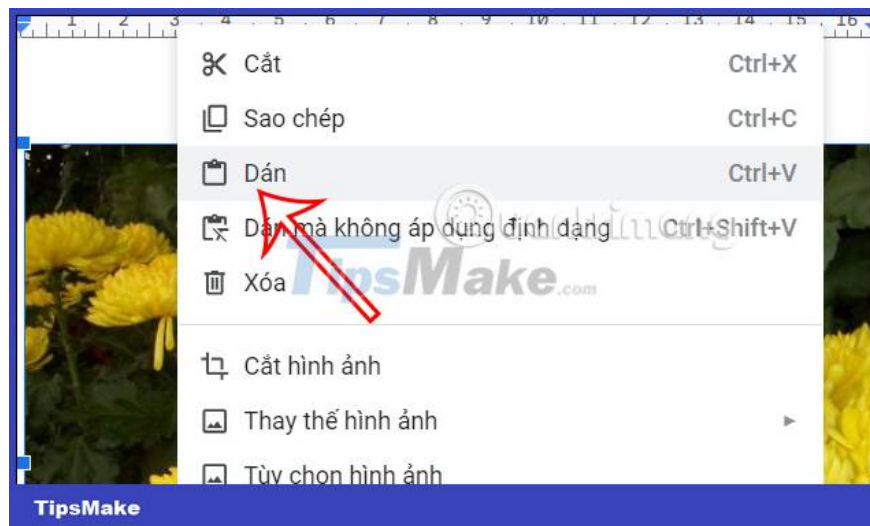 1 2 3 4 5 6 7 8 9 10 11 12 13 14 15 16
Cắt Ctrl+X
Sao chép Ctrl+C
Dán Ctrl+V
Dán mà không áp dụng định dạng Ctrl+Shift+V
Quantrimang
TipsMake.com
Xóa
Cắt hình ảnh
Thay thế hình ảnh
Tùy chọn hình ảnh
TipsMake